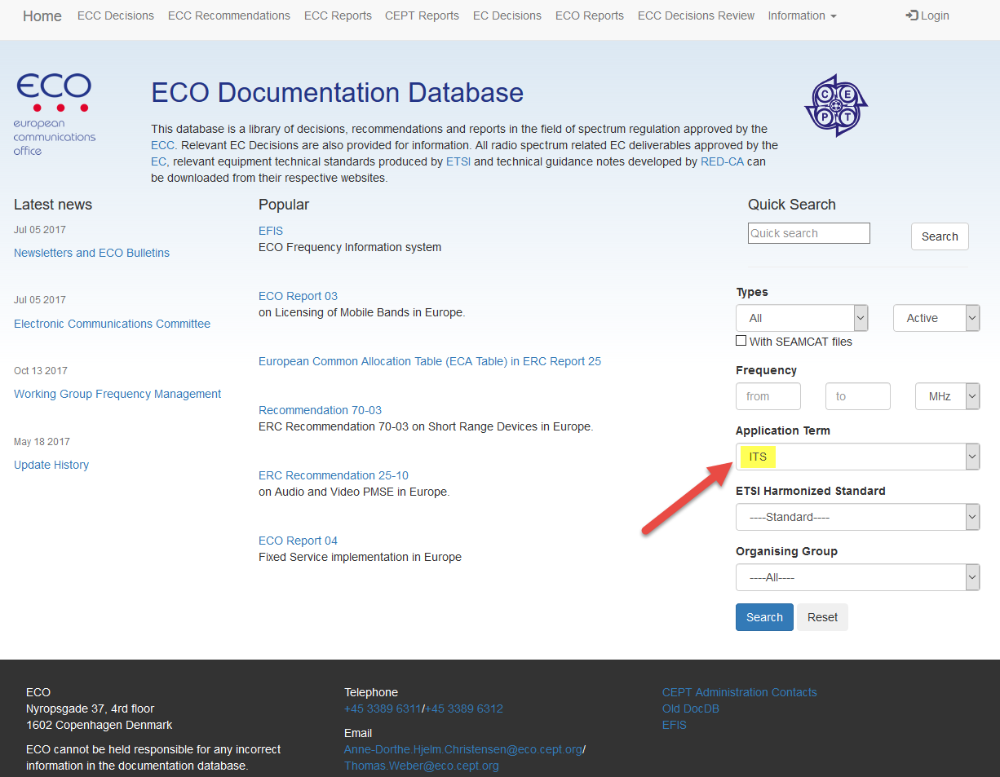 Home ECC Decisions ECC Recommendations ECC Reports CEPT Reports EC Decisions ECO Reports ECC Decisions Review Information Login
ECO
european
communications
office
ECO Documentation Database
This database is a library of decisions, recommendations and reports in the field of spectrum regulation approved by the
ECC. Relevant EC Decisions are also provided for information. All radio spectrum related EC deliverables approved by the
EC, relevant equipment technical standards produced by ETSI and technical guidance notes developed by RED-CA can
be downloaded from their respective websites.
C E
P T
Latest news
Jul 05 2017
Newsletters and ECO Bulletins
Jul 05 2017
Electronic Communications Committee
Oct 13 2017
Working Group Frequency Management
May 18 2017
Update History
Popular
EFIS
ECO Frequency Information system
ECO Report 03
on Licensing of Mobile Bands in Europe.
European Common Allocation Table (ECA Table) in ERC Report 25
Recommendation 70-03
ERC Recommendation 70-03 on Short Range Devices in Europe.
ERC Recommendation 25-10
on Audio and Video PMSE in Europe.
ECO Report 04
Fixed Service implementation in Europe
Quick Search
Quick search Search
Types
All Active
With SEAMCAT files
Frequency
from to MHz
Application Term
ITS
ETSI Harmonized Standard
----Standard----
Organising Group
----All----
Search Reset
ECO
Nyropsgade 37, 4rd floor
1602 Copenhagen Denmark
ECO cannot be held responsible for any incorrect
information in the documentation database.
Telephone
+45 3389 6311/+45 3389 6312
Email
Anne-Dorthe.Hjelm.Christensen@eco.cept.org/
Thomas.Weber@eco.cept.org
CEPT Administration Contacts
Old DocDB
EFIS